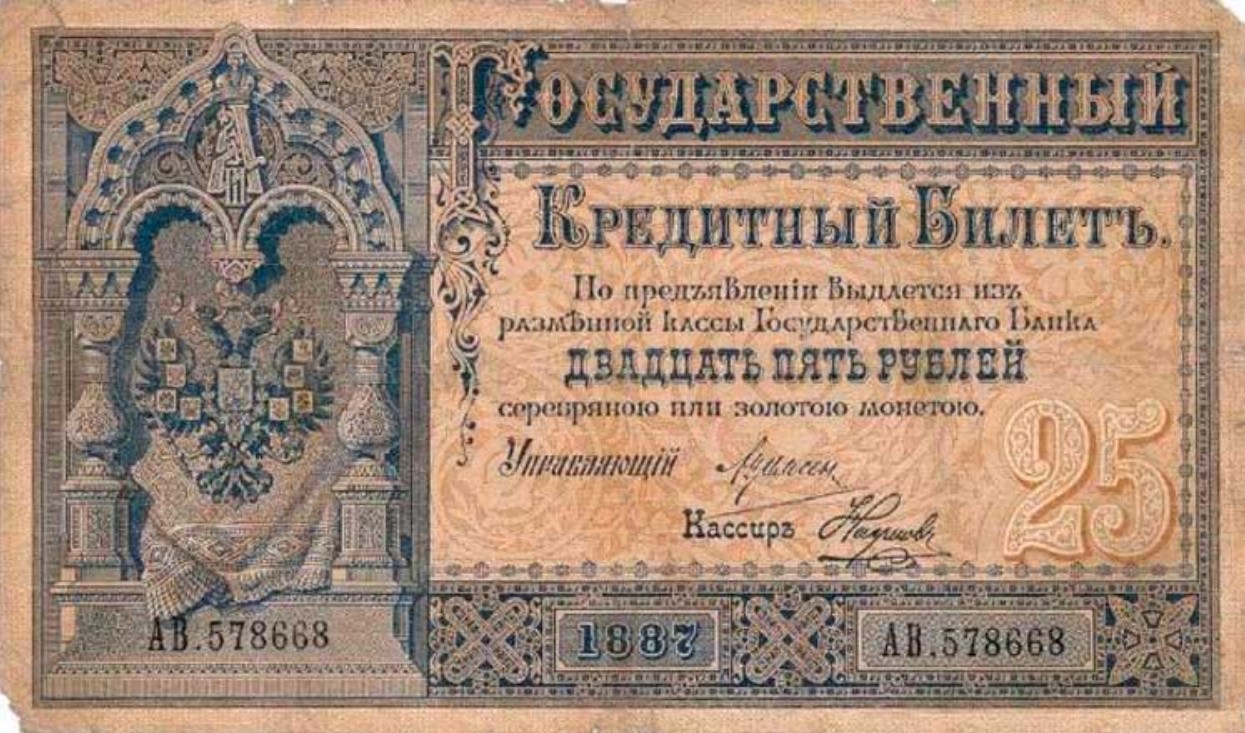 ГОСУДАРСТВЕННЫЙ
КРЕДИТНЫЙ БИЛЕТЪ.
По предъявленіи выдается изъ
размѣнной кассы Государственнаго Банка
ДВАДЦАТЬ ПЯТЬ РУБЛЕЙ
серебряною или золотою монетою.
Управляющій
Кассиръ
25
АВ.578668
1887
АВ.578668